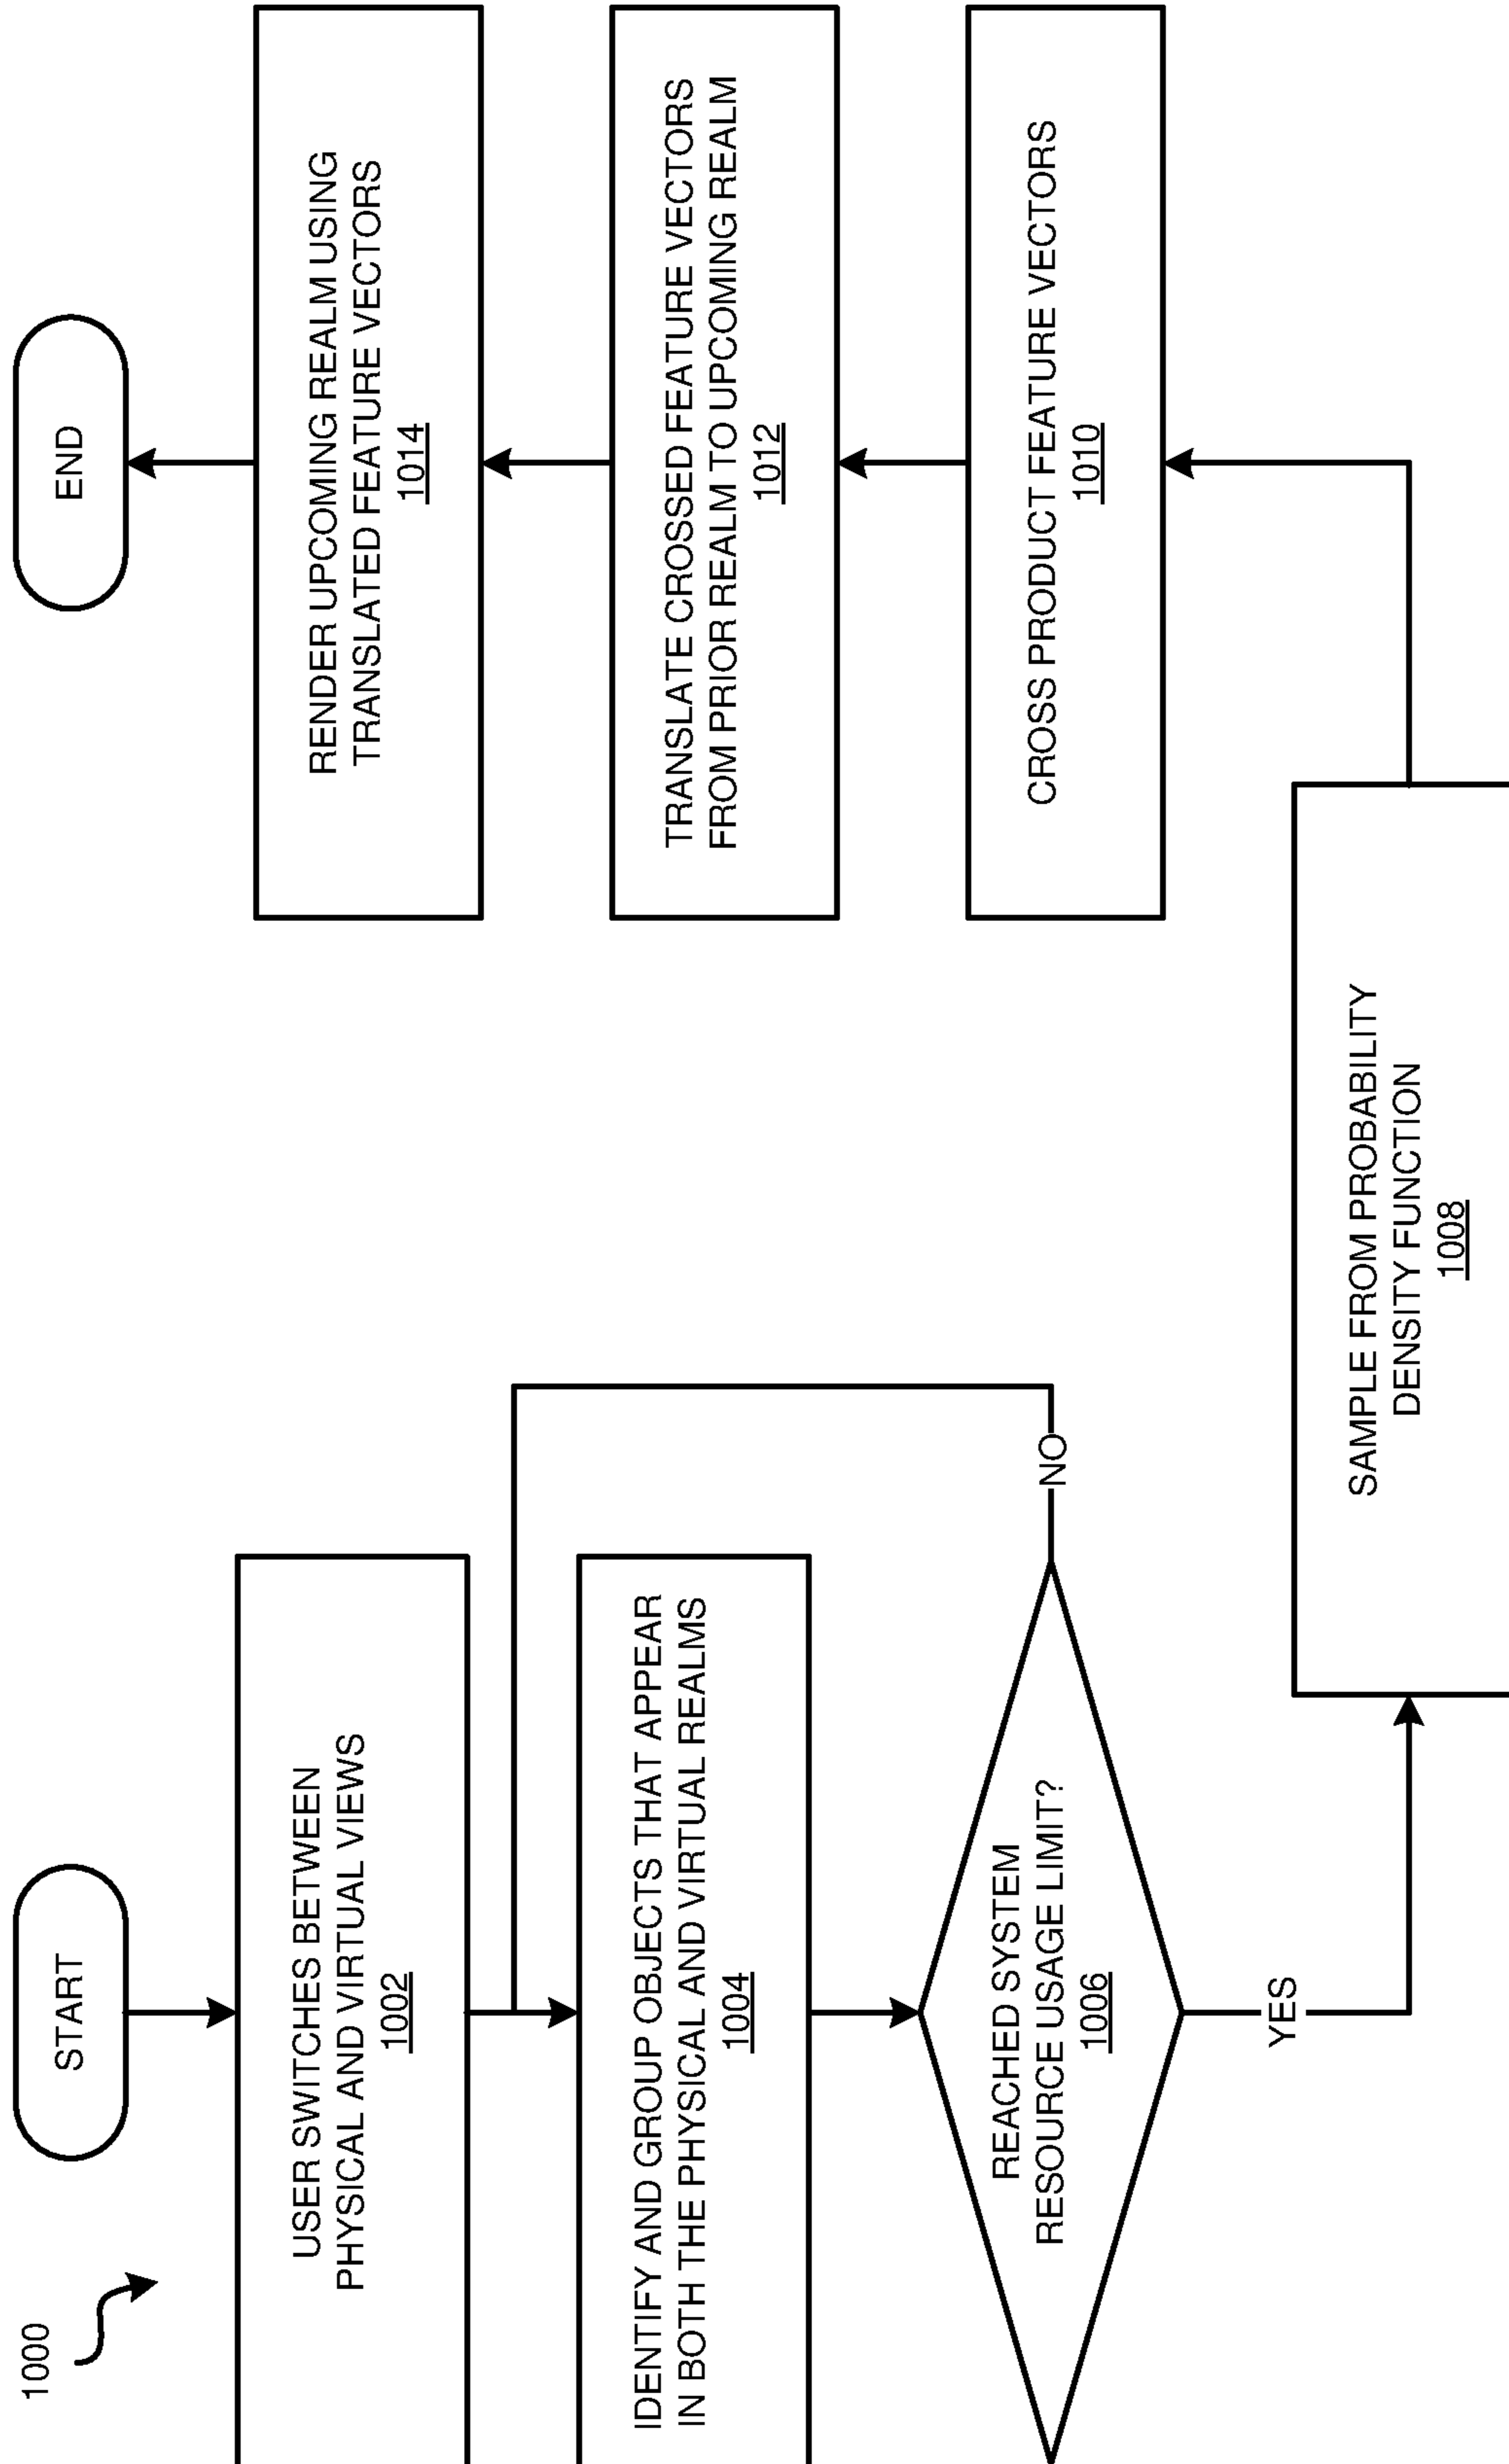 1000
START
USER SWITCHES BETWEEN
PHYSICAL AND VIRTUAL VIEWS
1002
IDENTIFY AND GROUP OBJECTS THAT APPEAR
IN BOTH THE PHYSICAL AND VIRTUAL REALMS
1004
REACHED SYSTEM
RESOURCE USAGE LIMIT?
1006
NO
YES
SAMPLE FROM PROBABILITY
DENSITY FUNCTION
1008
CROSS PRODUCT FEATURE VECTORS
1010
TRANSLATE CROSSED FEATURE VECTORS
FROM PRIOR REALM TO UPCOMING REALM
1012
RENDER UPCOMING REALM USING
TRANSLATED FEATURE VECTORS
1014
END